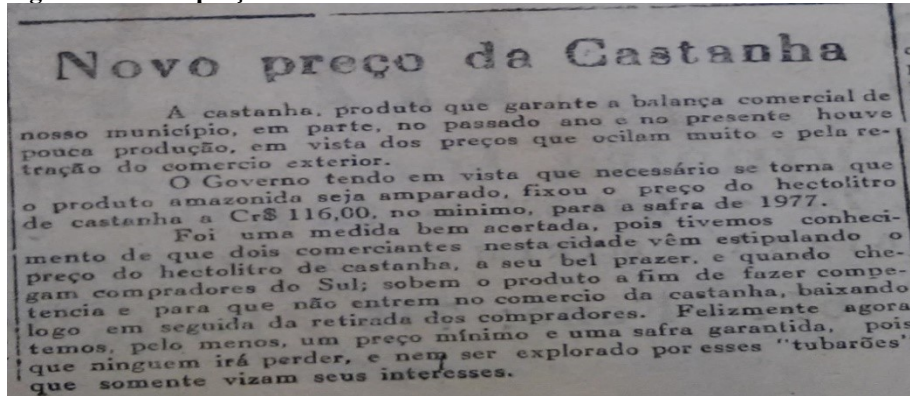 Novo preço da Castanha
A castanha, produto que garante a balança comercial de
nosso município, em parte, no passado ano e no presente houve
pouca produção, em vista dos preços que ocilam muito e pela re-
tração do comercio exterior.
O Governo tendo em vista que necessário se torna que
o produto amazonida seja amparado, fixou o preço do hectolitro
de castanha a Cr$ 116,00, no minimo, para a safra de 1977.
Foi uma medida bem acertada, pois tivemos conheci-
mento de que dois comerciantes nesta cidade vêm estipulando o
preço do hectolitro de castanha, a seu bel prazer, e quando che-
gam compradores do Sul; sobem o produto a fim de fazer compe-
tencia e para que não entrem no comercio da castanha, baixando
logo em seguida da retirada dos compradores. Felizmente agora
temos, pelo menos, um preço mínimo e uma safra garantida, pois
que ninguem irá perder, e nem ser explorado por esses "tubarões"
que somente vizam seus interesses.